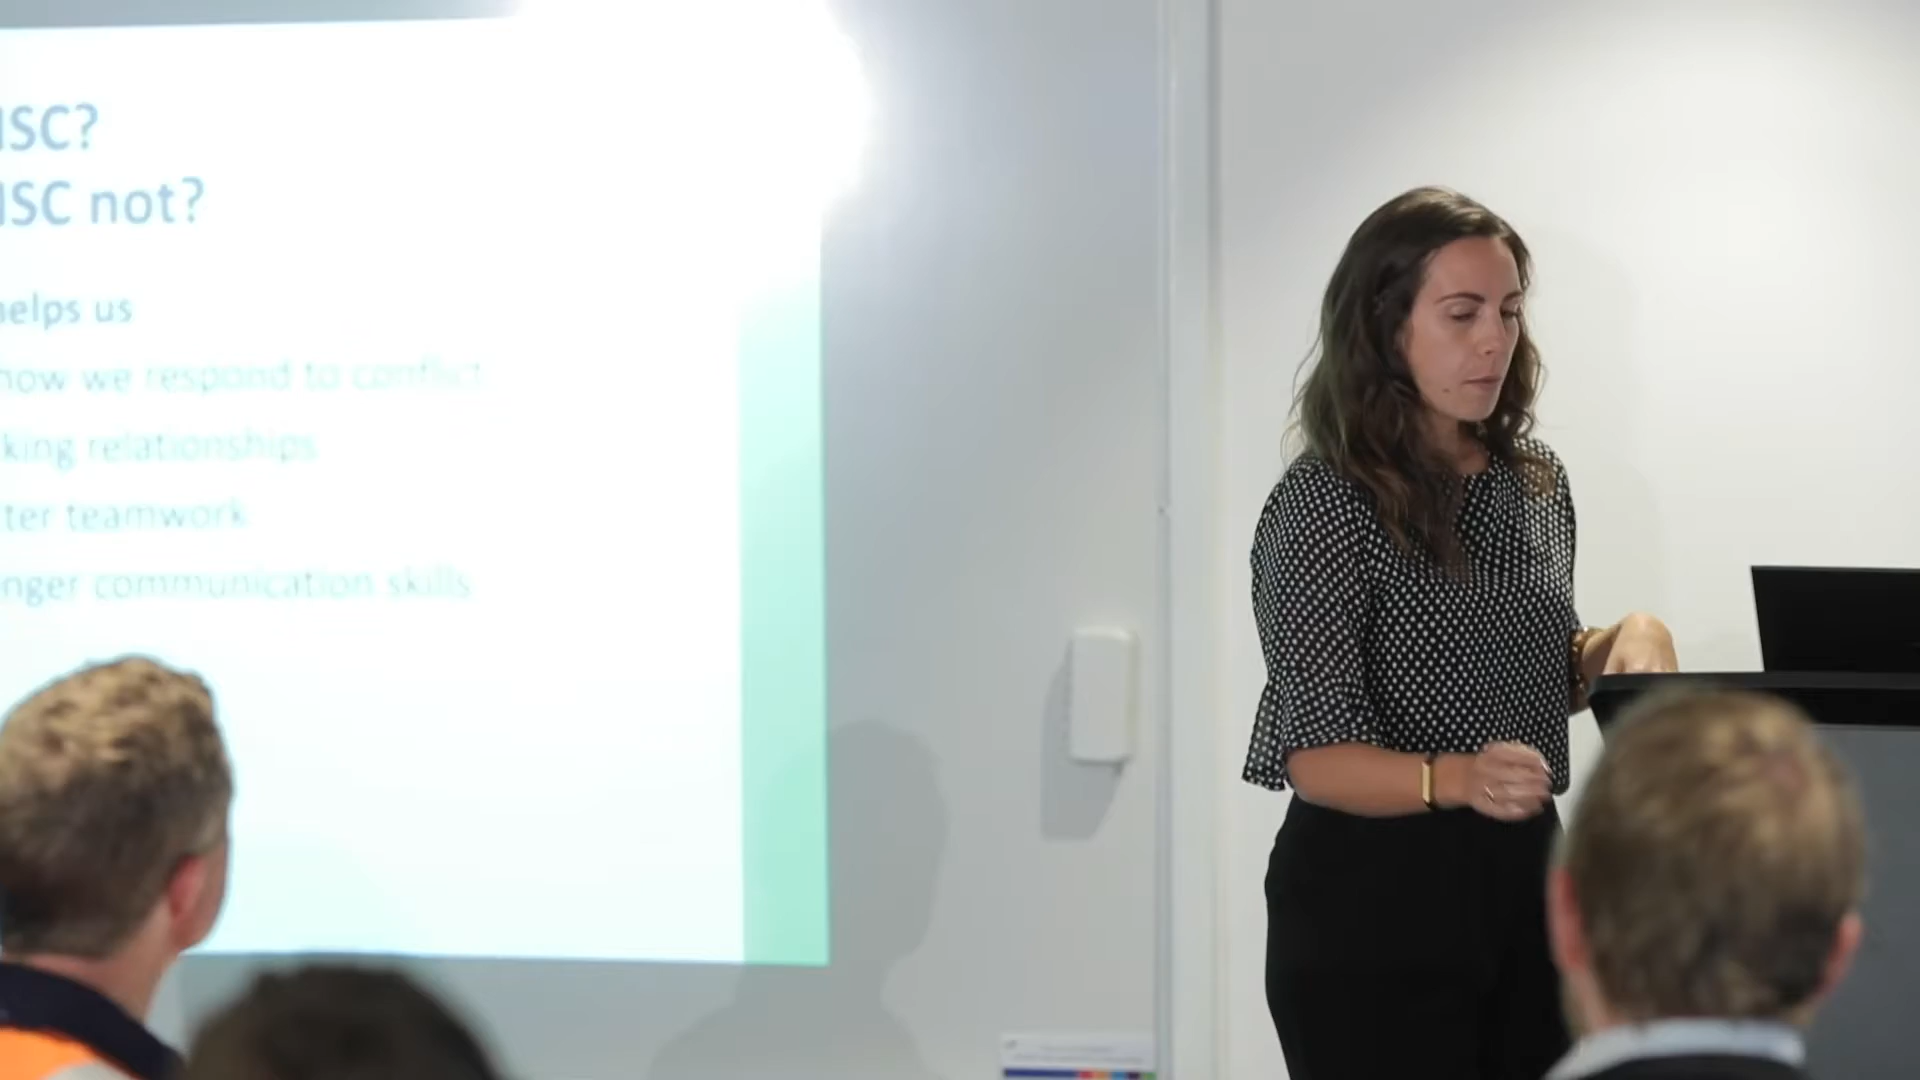 ISC?
ISC not?
helps us
how we respond to conflict
king relationships
ter teamwork
nger communication skills